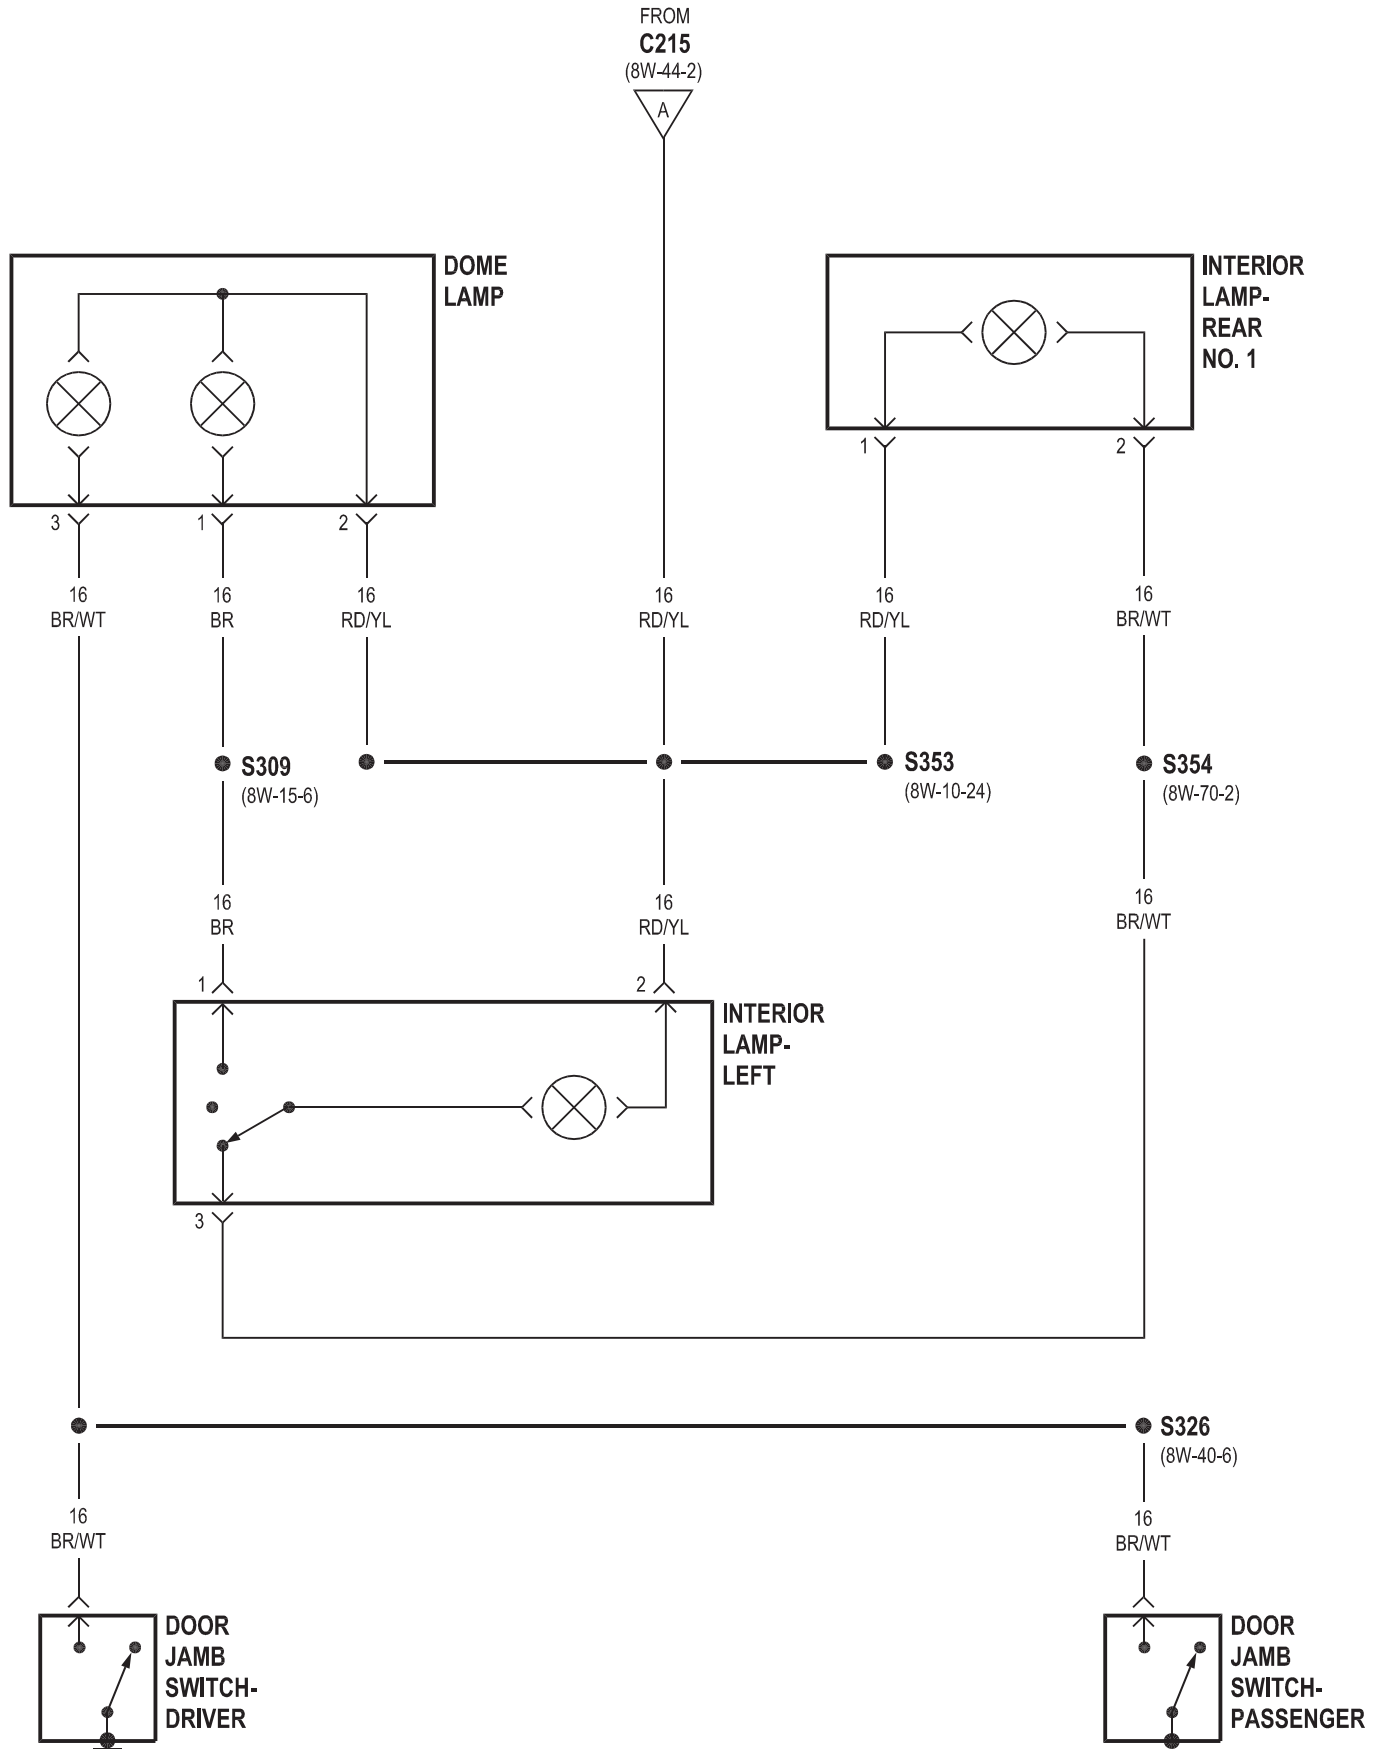 FROM
C215
(8W-44-2)
A
DOME
LAMP
INTERIOR
LAMP-
REAR
NO. 1
1
2
3
1
2
16
BR/WT
16
BR
16
RD/YL
16
RD/YL
16
RD/YL
16
BR/WT
S309
(8W-15-6)
S353
(8W-10-24)
S354
(8W-70-2)
16
BR
16
RD/YL
16
BR/WT
1
2
INTERIOR
LAMP-
LEFT
3
S326
(8W-40-6)
16
BR/WT
16
BR/WT
DOOR
JAMB
SWITCH-
DRIVER
DOOR
JAMB
SWITCH-
PASSENGER